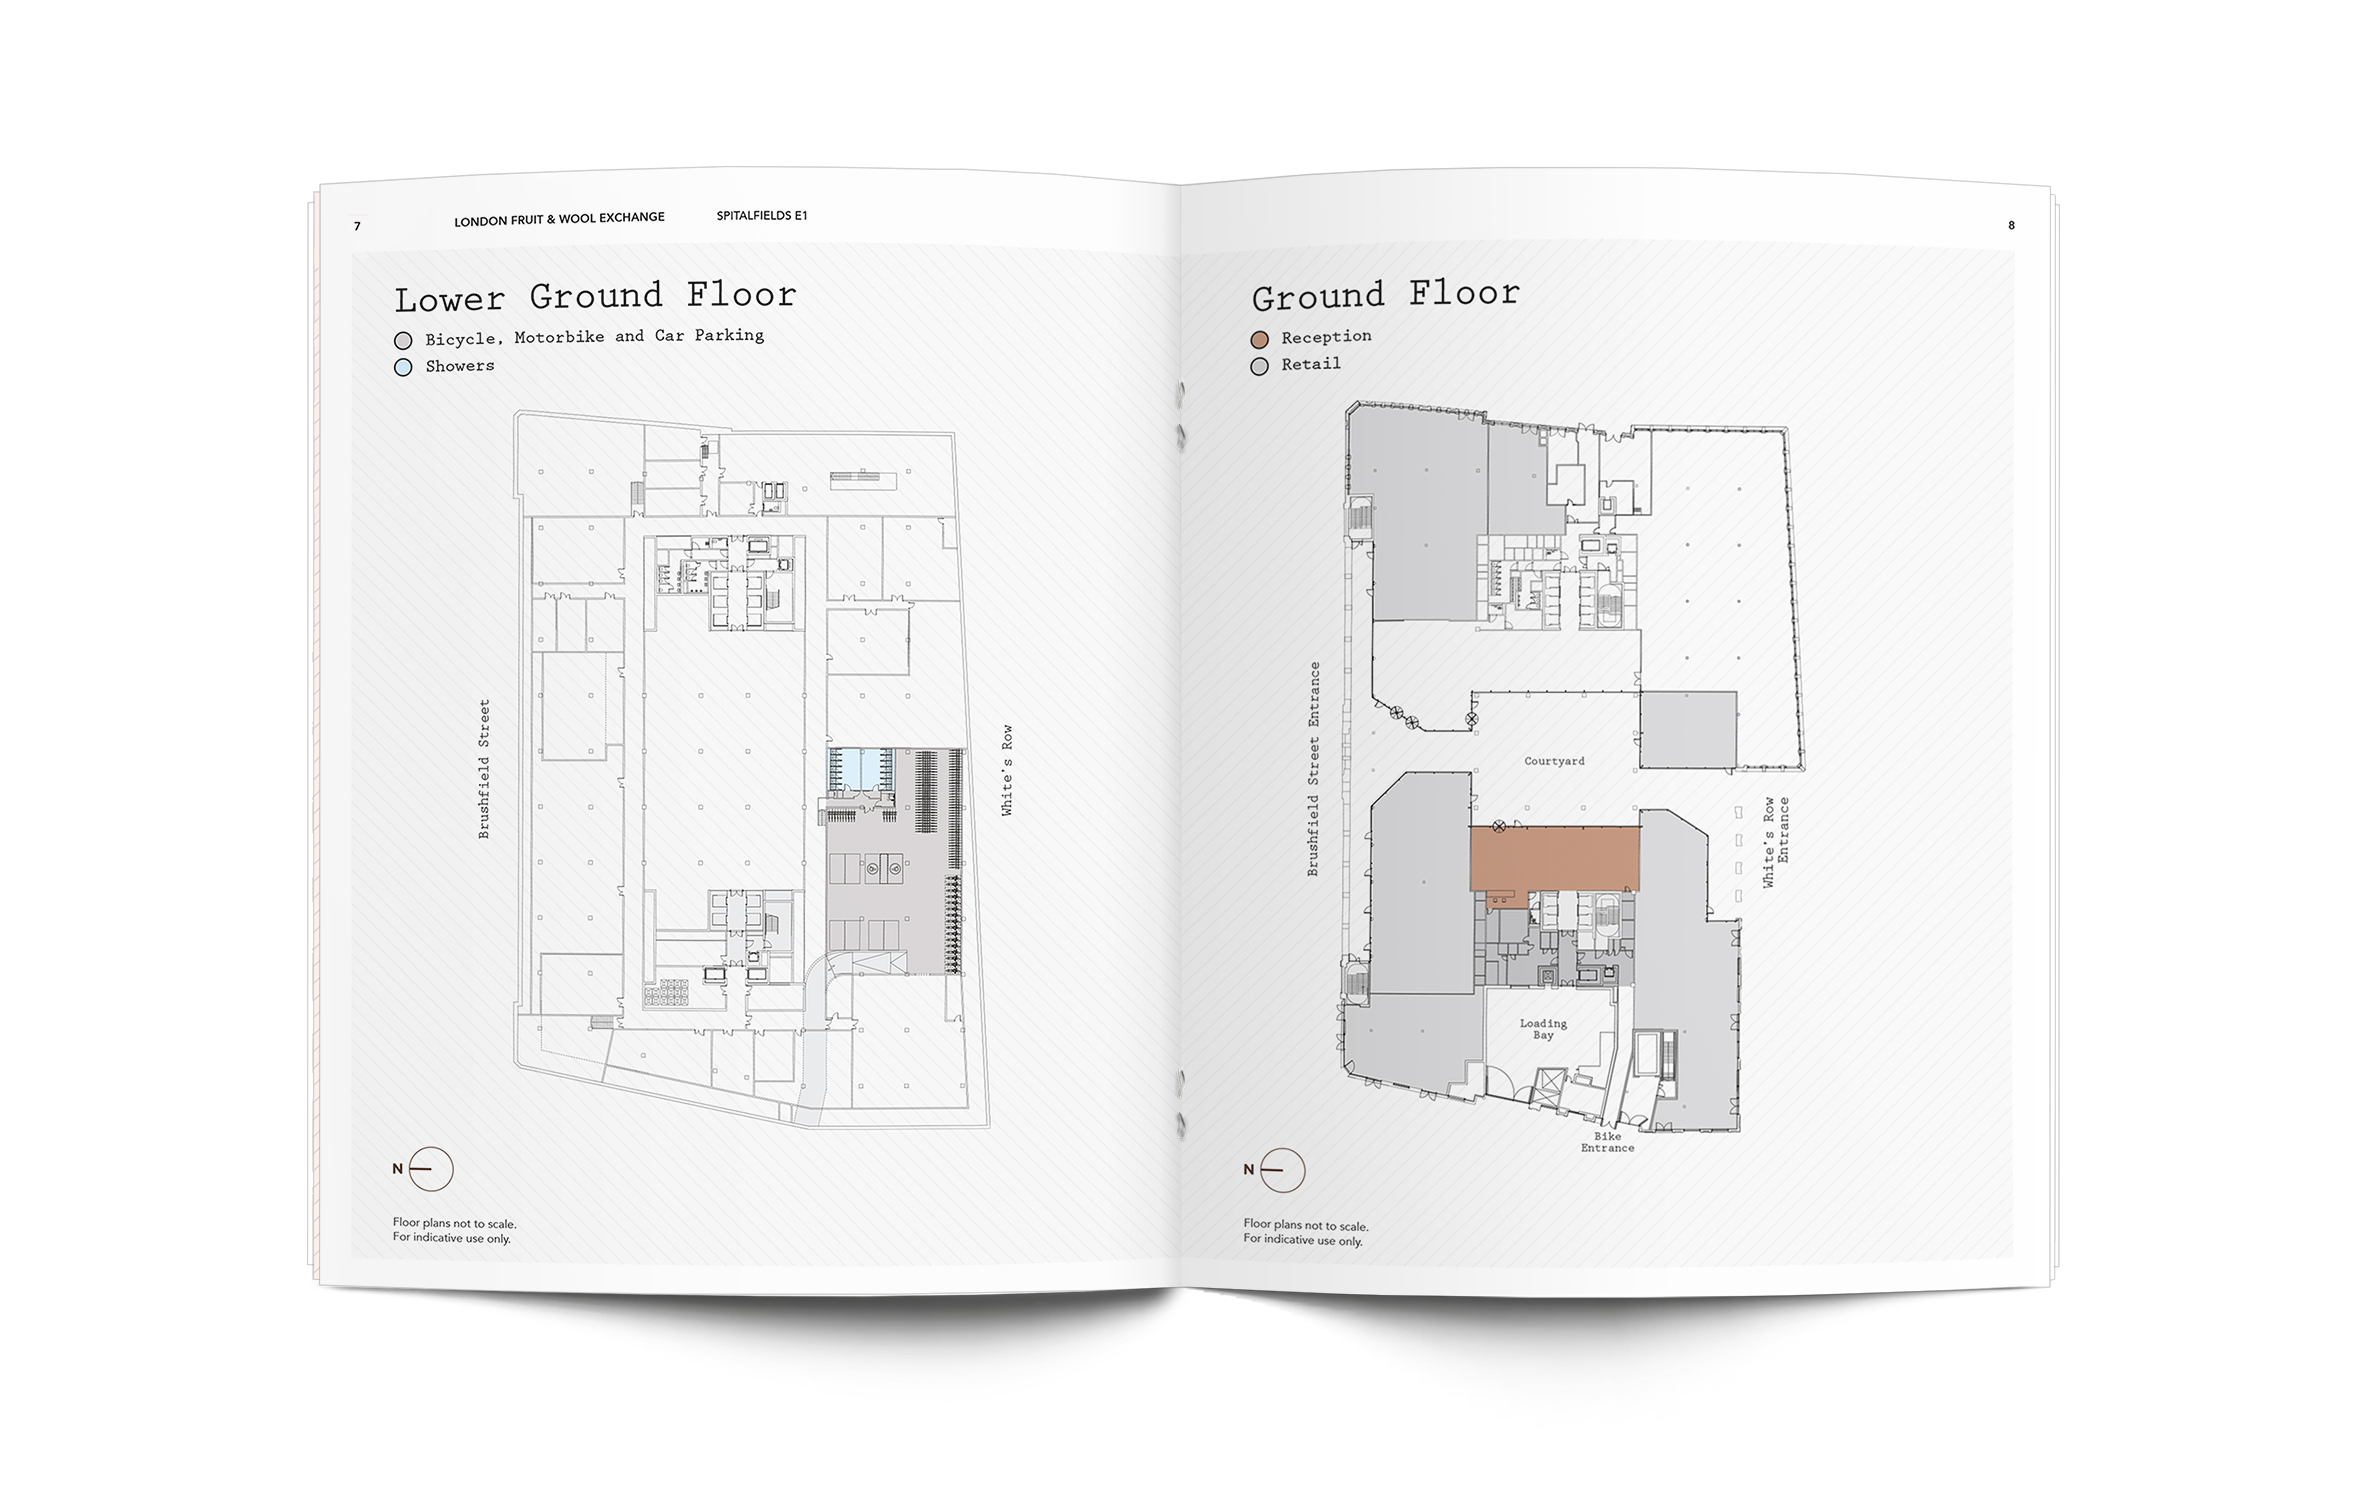 7
LONDON FRUIT & WOOL EXCHANGE
SPITALFIELDS E1
Lower Ground Floor
Bicycle, Motorbike and Car Parking
Showers
Brushfield Street
White's Row
N
Floor plans not to scale.
For indicative use only.
8
Ground Floor
Reception
Retail
Brushfield Street Entrance
Courtyard
White's Row
Entrance
Loading
Bay
Bike
Entrance
N
Floor plans not to scale.
For indicative use only.